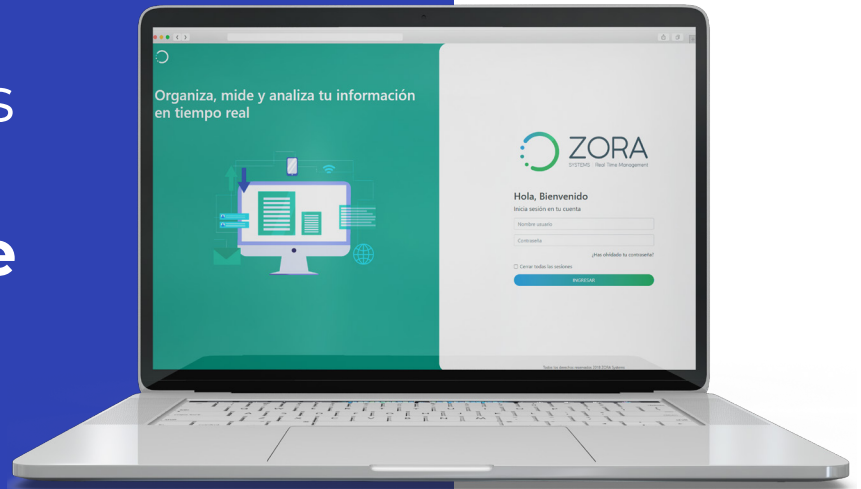 s
e
Organiza, mide y analiza tu información
en tiempo real
ZORA
SYSTEMS Real Time Management
Hola, Bienvenido
Inicia sesión en tu cuenta
Nombre usuario
Contraseña
¿Has olvidado tu contraseña?
Cerrar todas las sesiones
INGRESAR